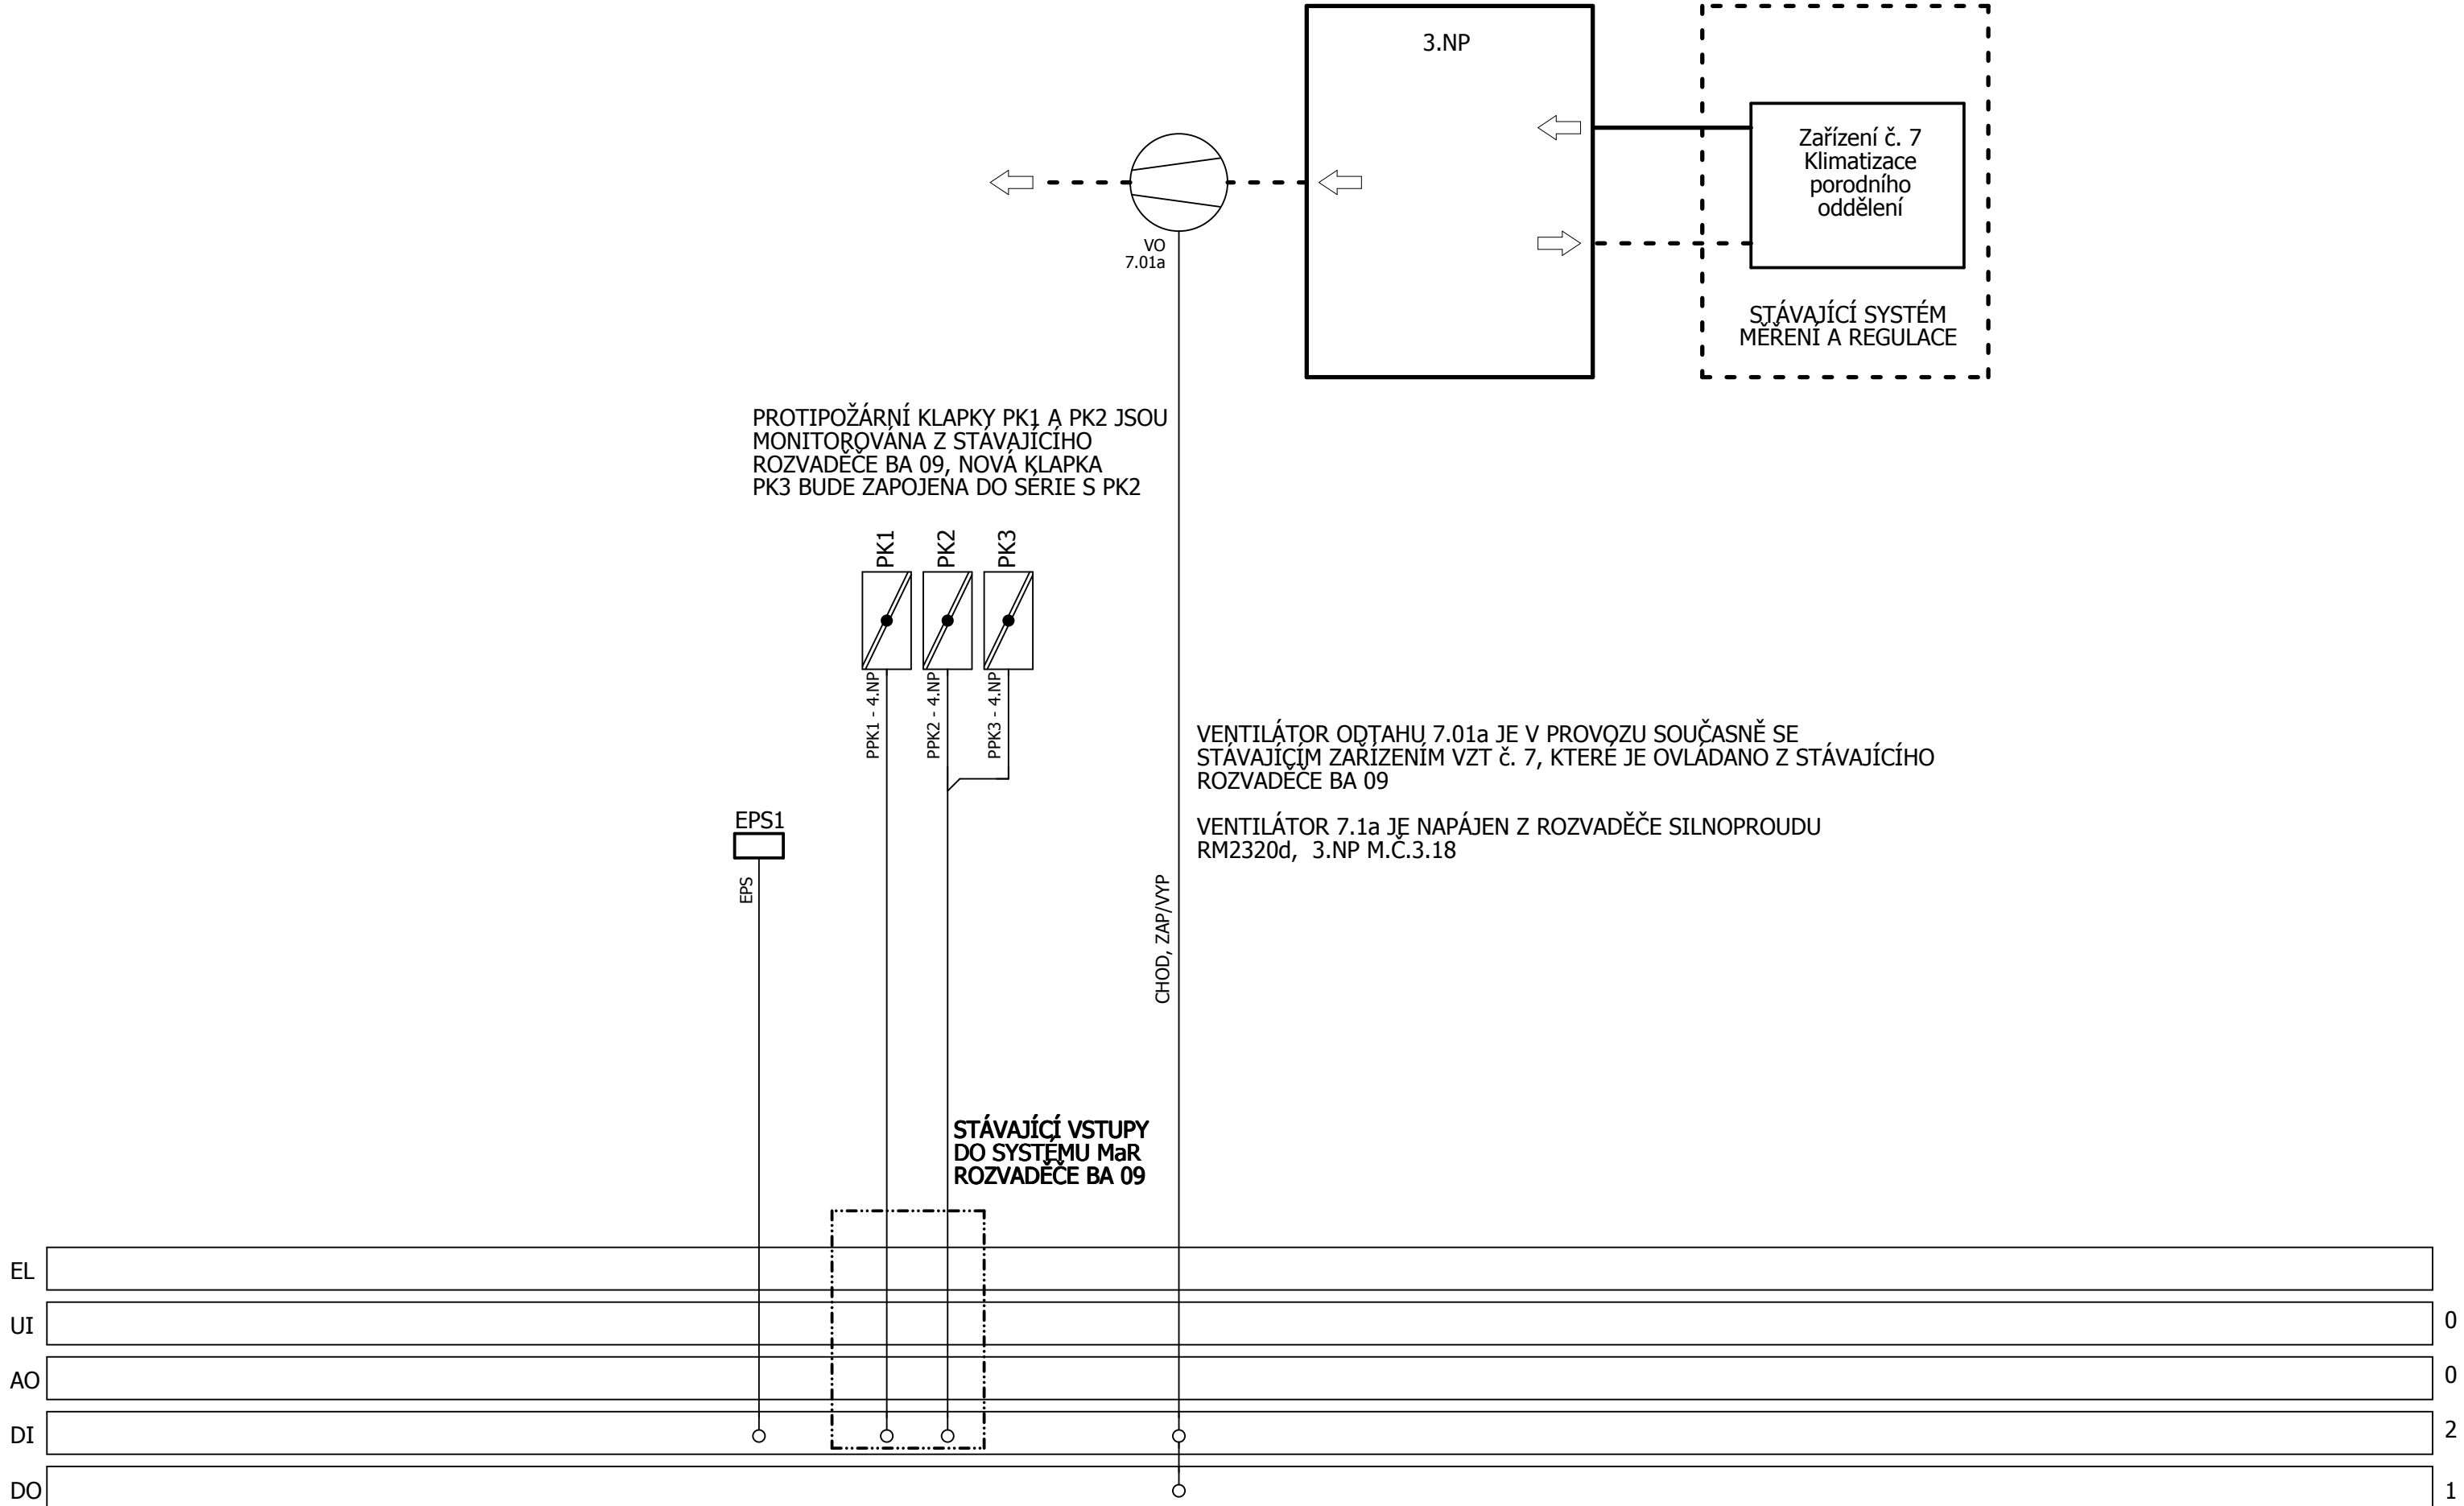 3.NP
Zařízení č. 7
Klimatizace
porodního
oddělení
VO
7.01a
STÁVAJÍCÍ SYSTÉM
MĚŘENÍ A REGULACE
PROTIPOŽÁRNÍ KLAPKY PK1 A PK2 JSOU
MONITOROVÁNA Z STÁVAJÍCÍHO
ROZVADĚČE BA 09, NOVÁ KLAPKA
PK3 BUDE ZAPOJENA DO SÉRIE S PK2
PK1
PK2
PK3
PPK1 - 4.NP
PPK2 - 4.NP
PPK3 - 4.NP
VENTILÁTOR ODTAHU 7.01a JE V PROVOZU SOUČASNĚ SE
STÁVAJÍCÍM ZAŘÍZENÍM VZT č. 7, KTERÉ JE OVLÁDANO Z STÁVAJÍCÍHO
ROZVADĚČE BA 09
VENTILÁTOR 7.1a JE NAPÁJEN Z ROZVADĚČE SILNOPROUDU
RM2320d, 3.NP M.Č.3.18
EPS1
EPS
CHOD, ZAP/VYP
STÁVAJÍCÍ VSTUPY
DO SYSTÉMU MaR
ROZVADĚČE BA 09
EL
UI 0
AO 0
DI 2
DO 1